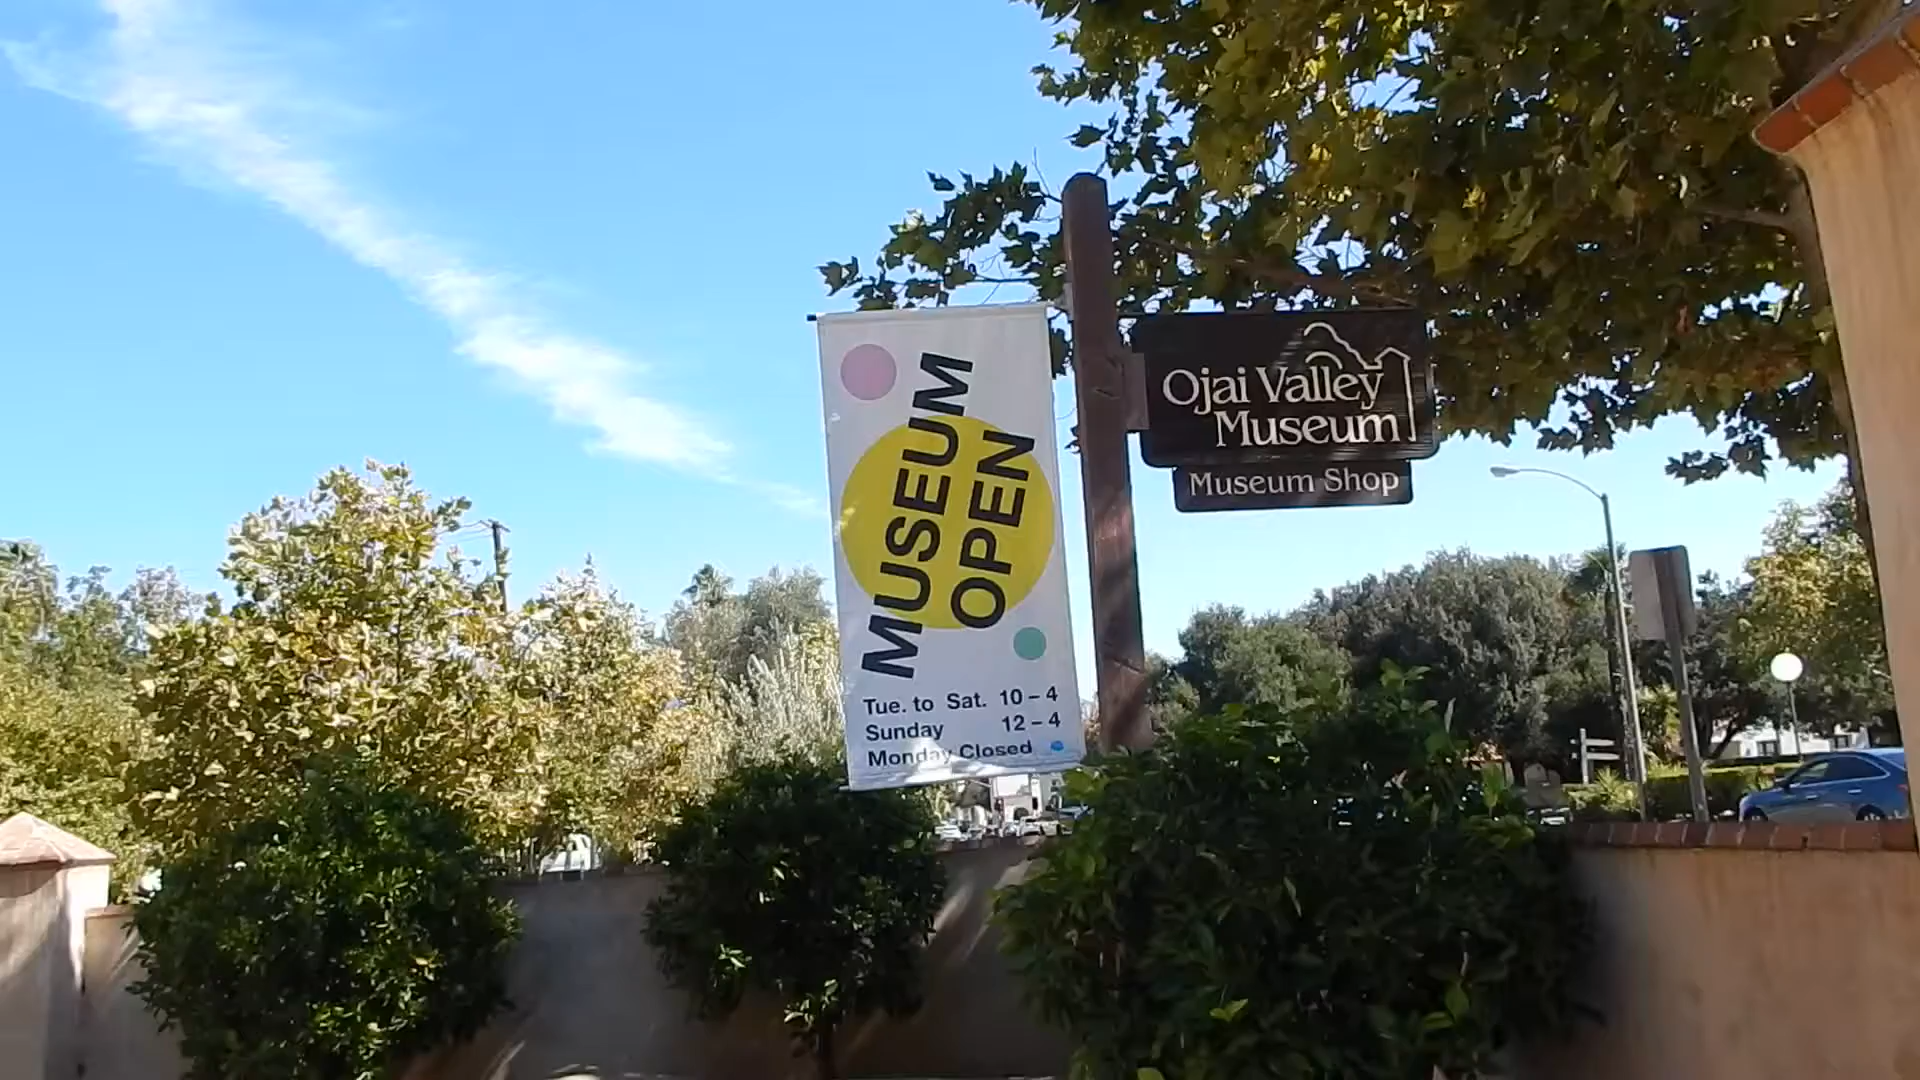 MUSEUM
OPEN
Tue. to Sat. 10 – 4
Sunday 12 – 4
Monday Closed
Ojai Valley
Museum
Museum Shop